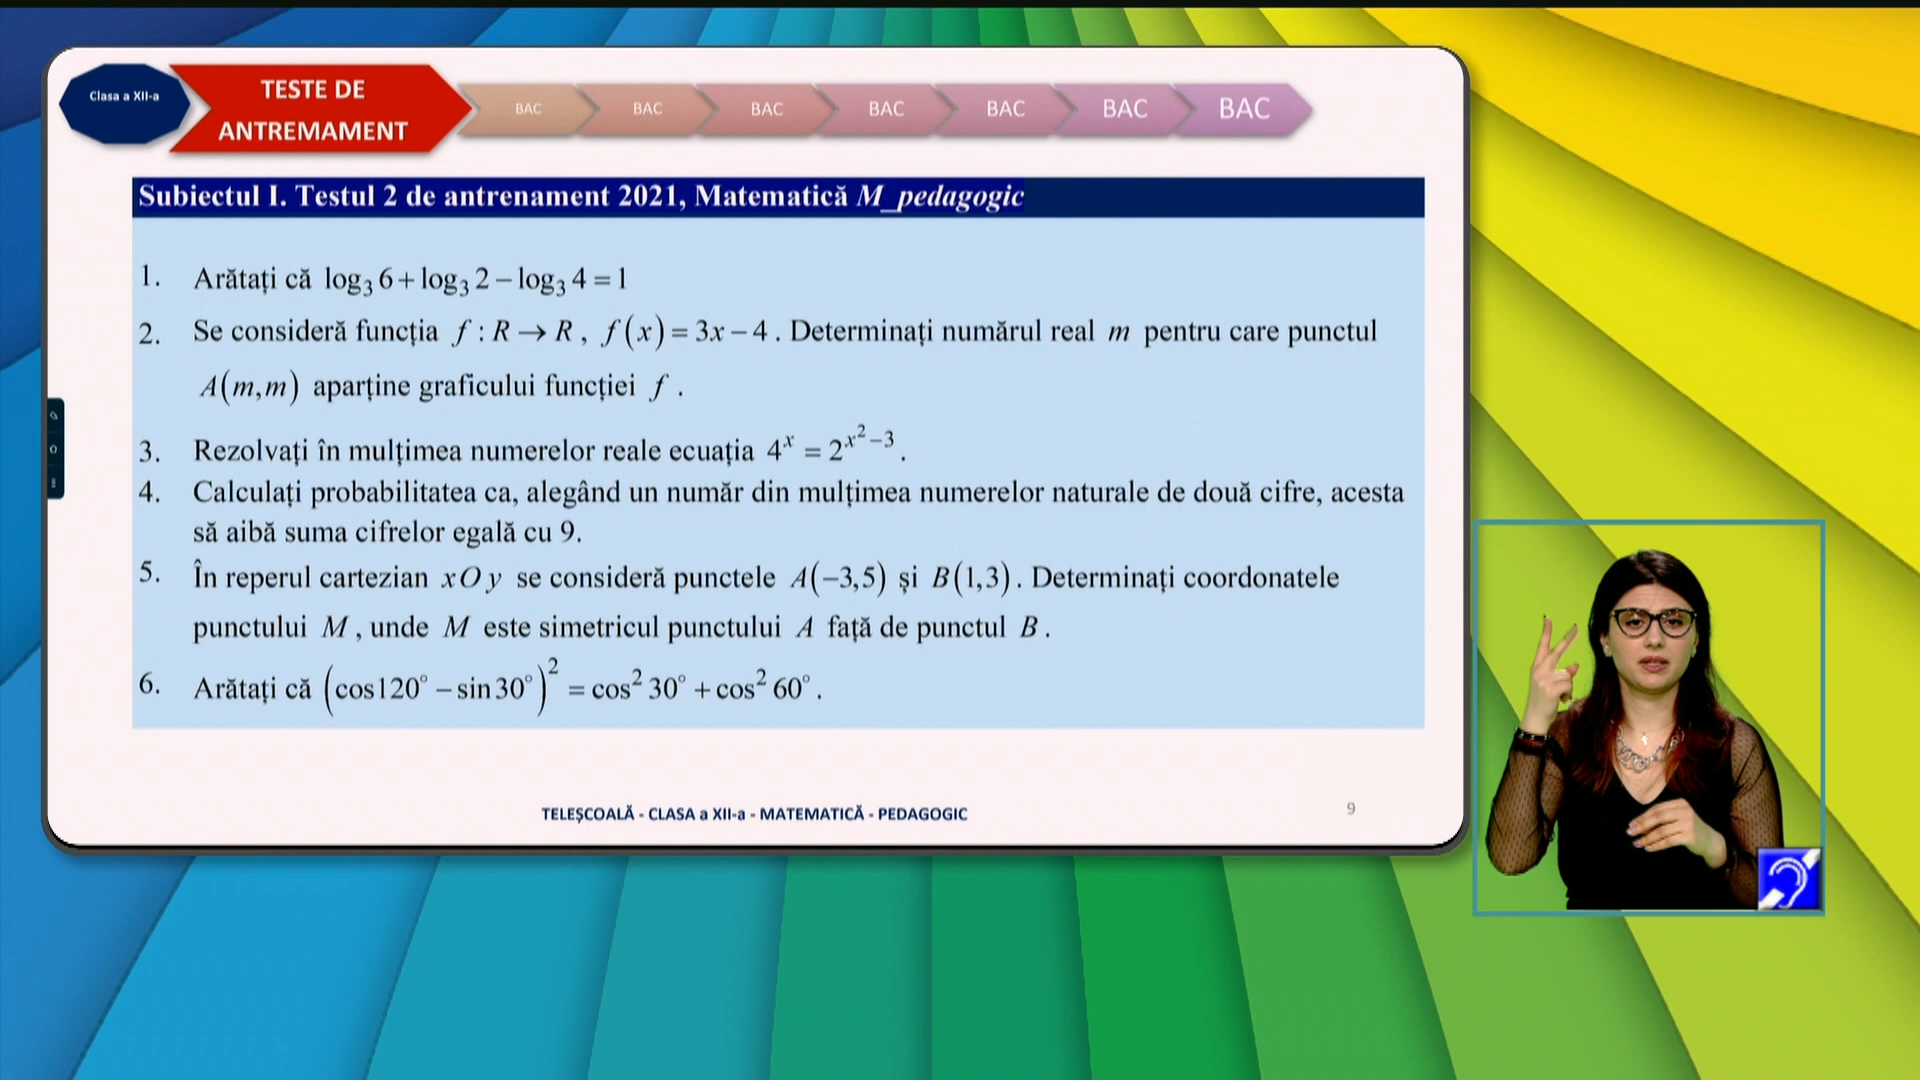 Clasa a XII-a
TESTE DE
ANTREMAMENT
BAC BAC BAC BAC BAC BAC BAC
Subiectul I. Testul 2 de antrenament 2021, Matematică M_pedagogic
1. Arătați că log₃ 6 + log₃ 2 − log₃ 4 = 1
2. Se consideră funcția f : R → R , f(x) = 3x − 4 . Determinați numărul real m pentru care punctul
A(m,m) aparține graficului funcției f .
3. Rezolvați în mulțimea numerelor reale ecuația 4^x = 2^(x²−3) .
4. Calculați probabilitatea ca, alegând un număr din mulțimea numerelor naturale de două cifre, acesta
să aibă suma cifrelor egală cu 9.
5. În reperul cartezian xOy se consideră punctele A(−3,5) și B(1,3) . Determinați coordonatele
punctului M , unde M este simetricul punctului A față de punctul B .
6. Arătați că (cos120° − sin30°)² = cos² 30° + cos² 60° .
TELEȘCOALĂ - CLASA a XII-a - MATEMATICĂ - PEDAGOGIC
9